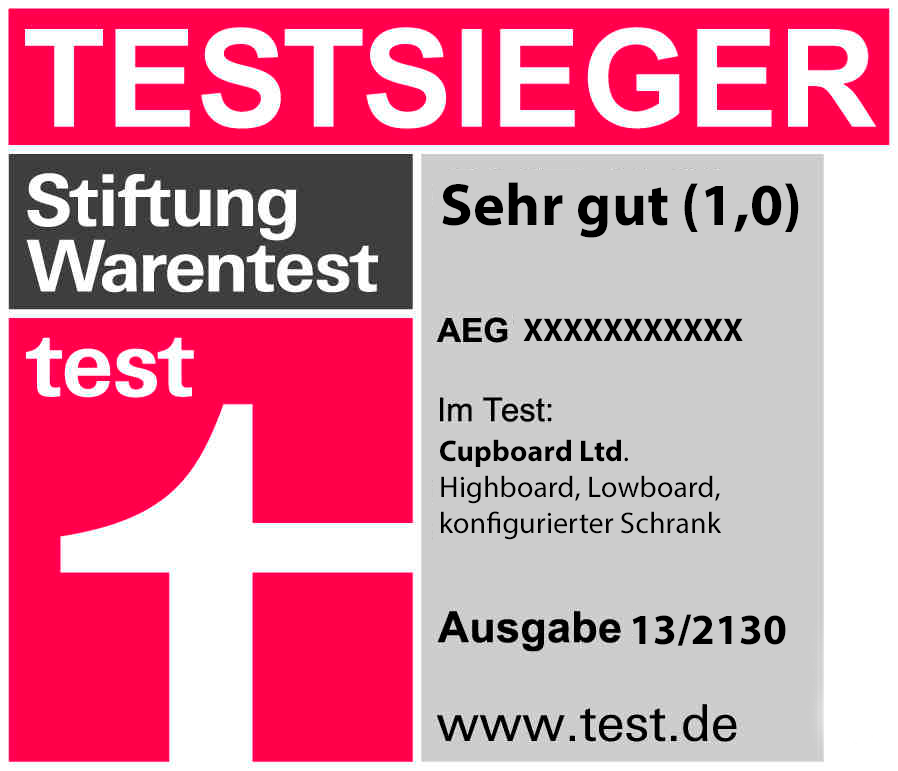 TESTSIEGER
Stiftung
Warentest
test
Sehr gut (1,0)
AEG XXXXXXXXXXX
Im Test:
Cupboard Ltd.
Highboard, Lowboard,
konfigurierter Schrank
Ausgabe 13/2130
www.test.de